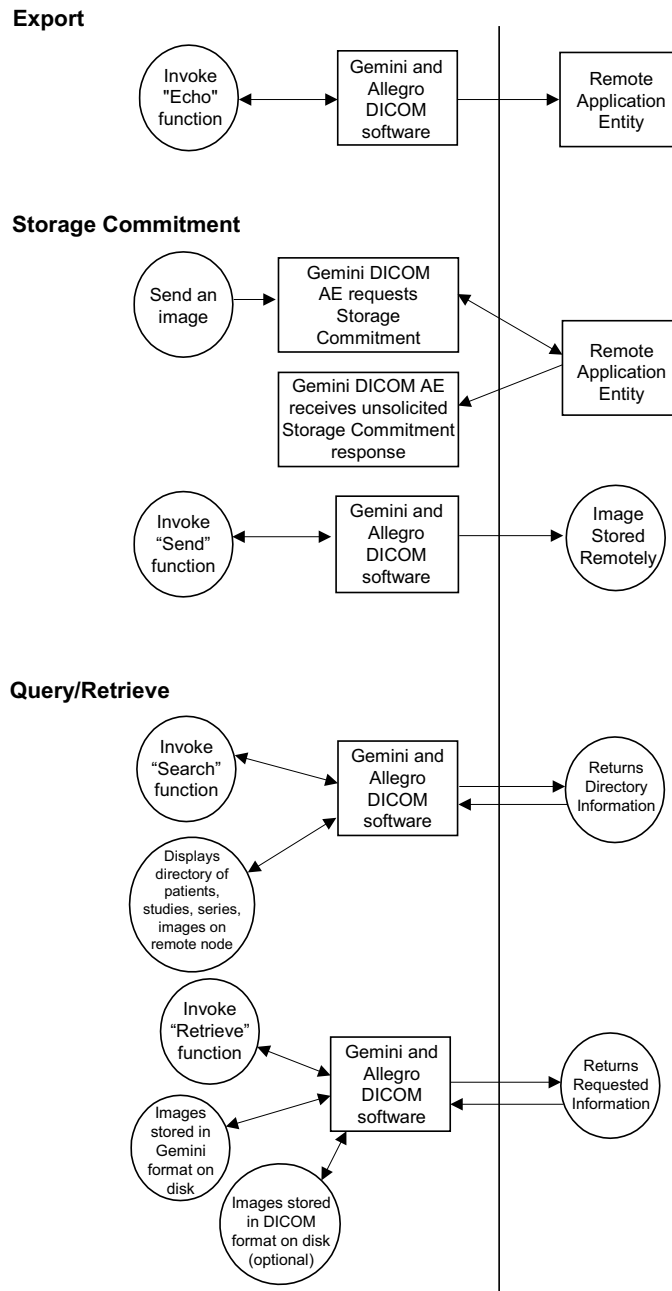 Export
Invoke
"Echo"
function
Gemini and
Allegro
DICOM
software
Remote
Application
Entity
Storage Commitment
Send an
image
Gemini DICOM
AE requests
Storage
Commitment
Gemini DICOM AE
receives unsolicited
Storage Commitment
response
Remote
Application
Entity
Invoke
“Send”
function
Gemini and
Allegro
DICOM
software
Image
Stored
Remotely
Query/Retrieve
Invoke
“Search”
function
Gemini and
Allegro
DICOM
software
Returns
Directory
Information
Displays
directory of
patients,
studies, series,
images on
remote node
Invoke
“Retrieve”
function
Gemini and
Allegro
DICOM
software
Returns
Requested
Information
Images
stored in
Gemini
format on
disk
Images stored
in DICOM
format on disk
(optional)